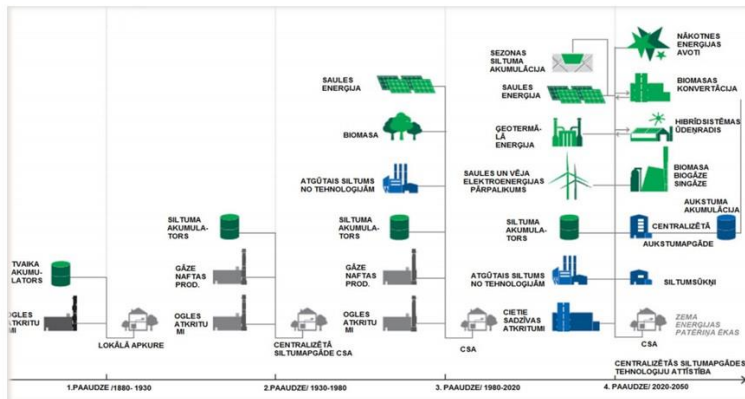 TVAIKA
AKUMU-
LATORS
OGLES
ATKRITU
MI
LOKĀLĀ APKURE
SILTUMA
AKUMULA-
TORS
GĀZE
NAFTAS
PROD.
OGLES
ATKRITU
MI
CENTRALIZĒTĀ
SILTUMAPGĀDE CSA
SAULES
ENERĢIJA
BIOMASA
ATGŪTAIS SILTUMS
NO TEHNOLOĢIJĀM
SILTUMA
AKUMULA-
TORS
GĀZE
NAFTAS
PROD.
OGLES
ATKRITU
MI
CSA
SEZONAS
SILTUMA
AKUMULĀCIJA
SAULES
ENERĢIJA
ĢEOTERMĀ-
LĀ
ENERĢIJA
SAULES UN VĒJA
ELEKTROENERĢIJAS
PĀRPALIKUMS
SILTUMA
AKUMULA-
TORS
ATGŪTAIS SILTUMS
NO TEHNOLOĢIJĀM
CIETIE
SADZĪVES
ATKRITUMI
NĀKOTNES
ENERĢIJAS
AVOTI
BIOMASAS
KONVERTĀCIJA
HIBRĪDSISTĒMAS
ŪDEŅRADIS
BIOMASA
BIOGĀZE
SINGĀZE
AUKSTUMA
AKUMULĀCIJA
CENTRALIZĒTĀ
AUKSTUMAPGĀDE
SILTUMSŪKŅI
ZEMA
ENERĢIJAS
PATĒRIŅA ĒKAS
CSA
CENTRALIZĒTĀS SILTUMAPGĀDES
TEHNOLOĢIJU ATTĪSTĪBA
1.PAAUDZE /1880- 1930
2.PAAUDZE/ 1930-1980
3. PAAUDZE/ 1980-2020
4. PAAUDZE/ 2020-2050